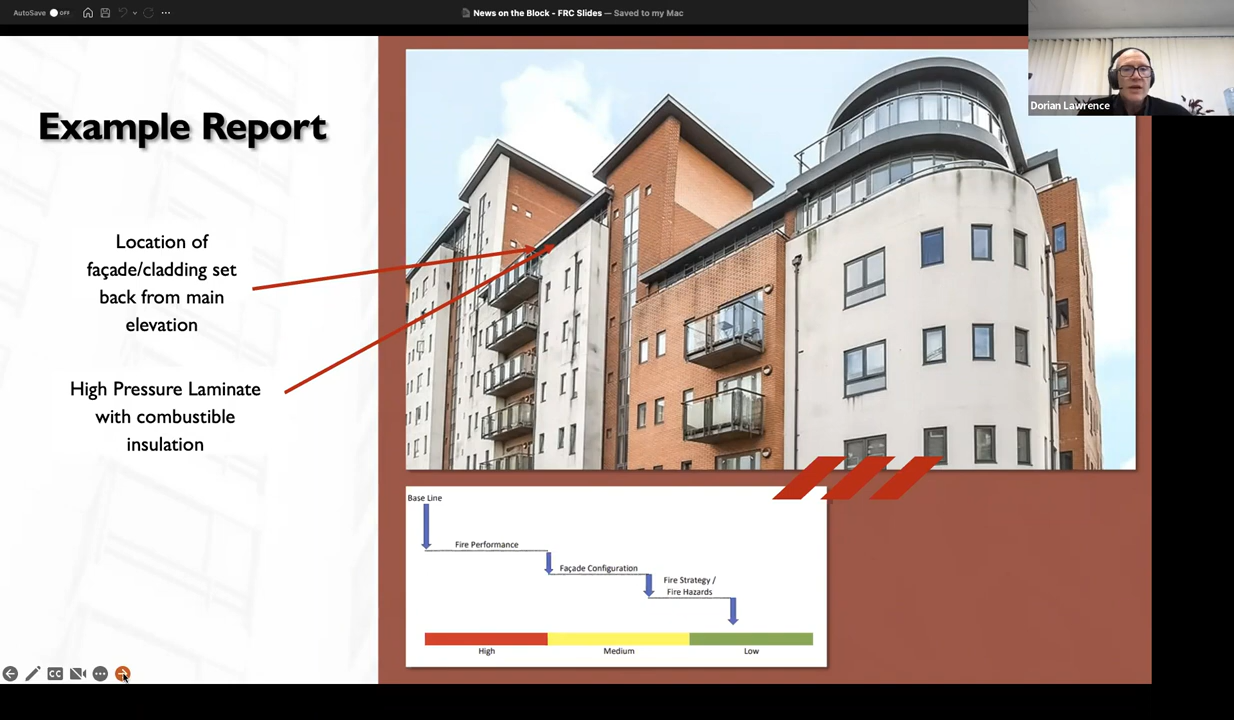 AutoSave OFF
News on the Block - FRC Slides — Saved to my Mac
Dorian Lawrence
Example Report
Location of
façade/cladding set
back from main
elevation
High Pressure Laminate
with combustible
insulation
Base Line
Fire Performance
Façade Configuration
Fire Strategy /
Fire Hazards
High
Medium
Low
CC